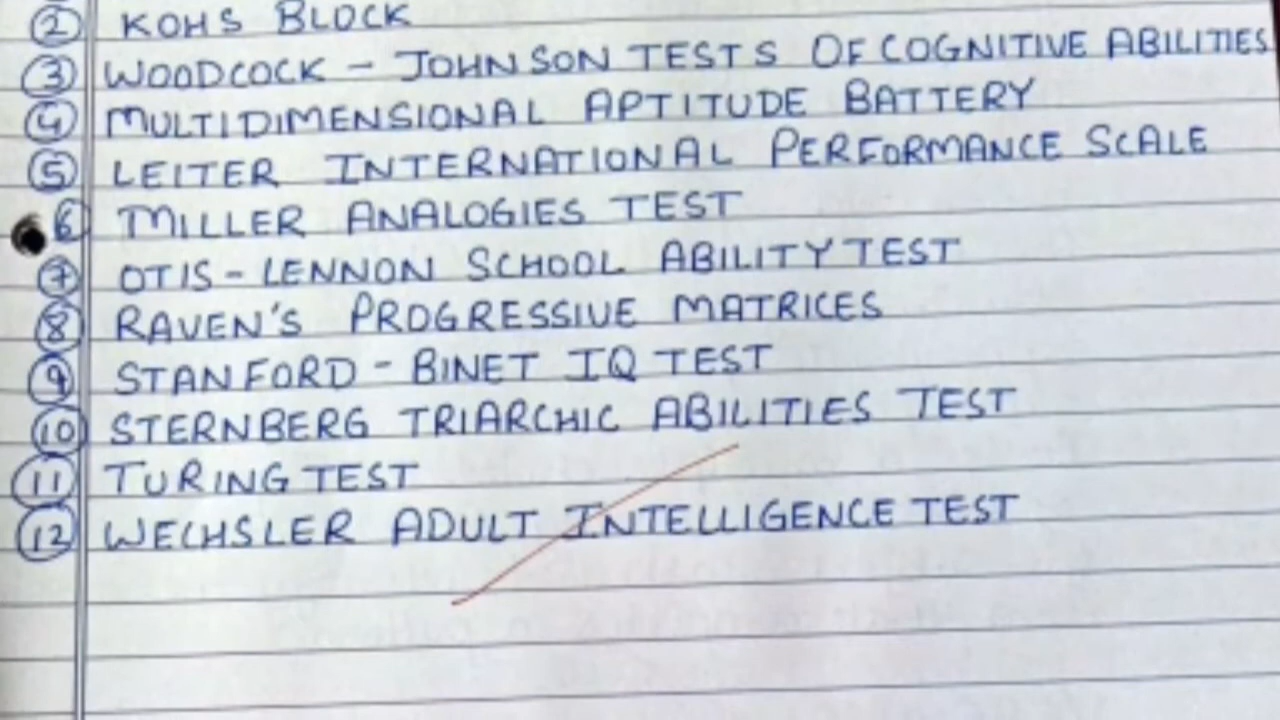 ② KOHS BLOCK
③ WOODCOCK - JOHNSON TESTS OF COGNITIVE ABILITIES
④ MULTIDIMENSIONAL APTITUDE BATTERY
⑤ LEITER INTERNATIONAL PERFORMANCE SCALE
⑥ MILLER ANALOGIES TEST
⑦ OTIS - LENNON SCHOOL ABILITY TEST
⑧ RAVEN'S PROGRESSIVE MATRICES
⑨ STANFORD - BINET IQ TEST
⑩ STERNBERG TRIARCHIC ABILITIES TEST
⑪ TURING TEST
⑫ WECHSLER ADULT INTELLIGENCE TEST